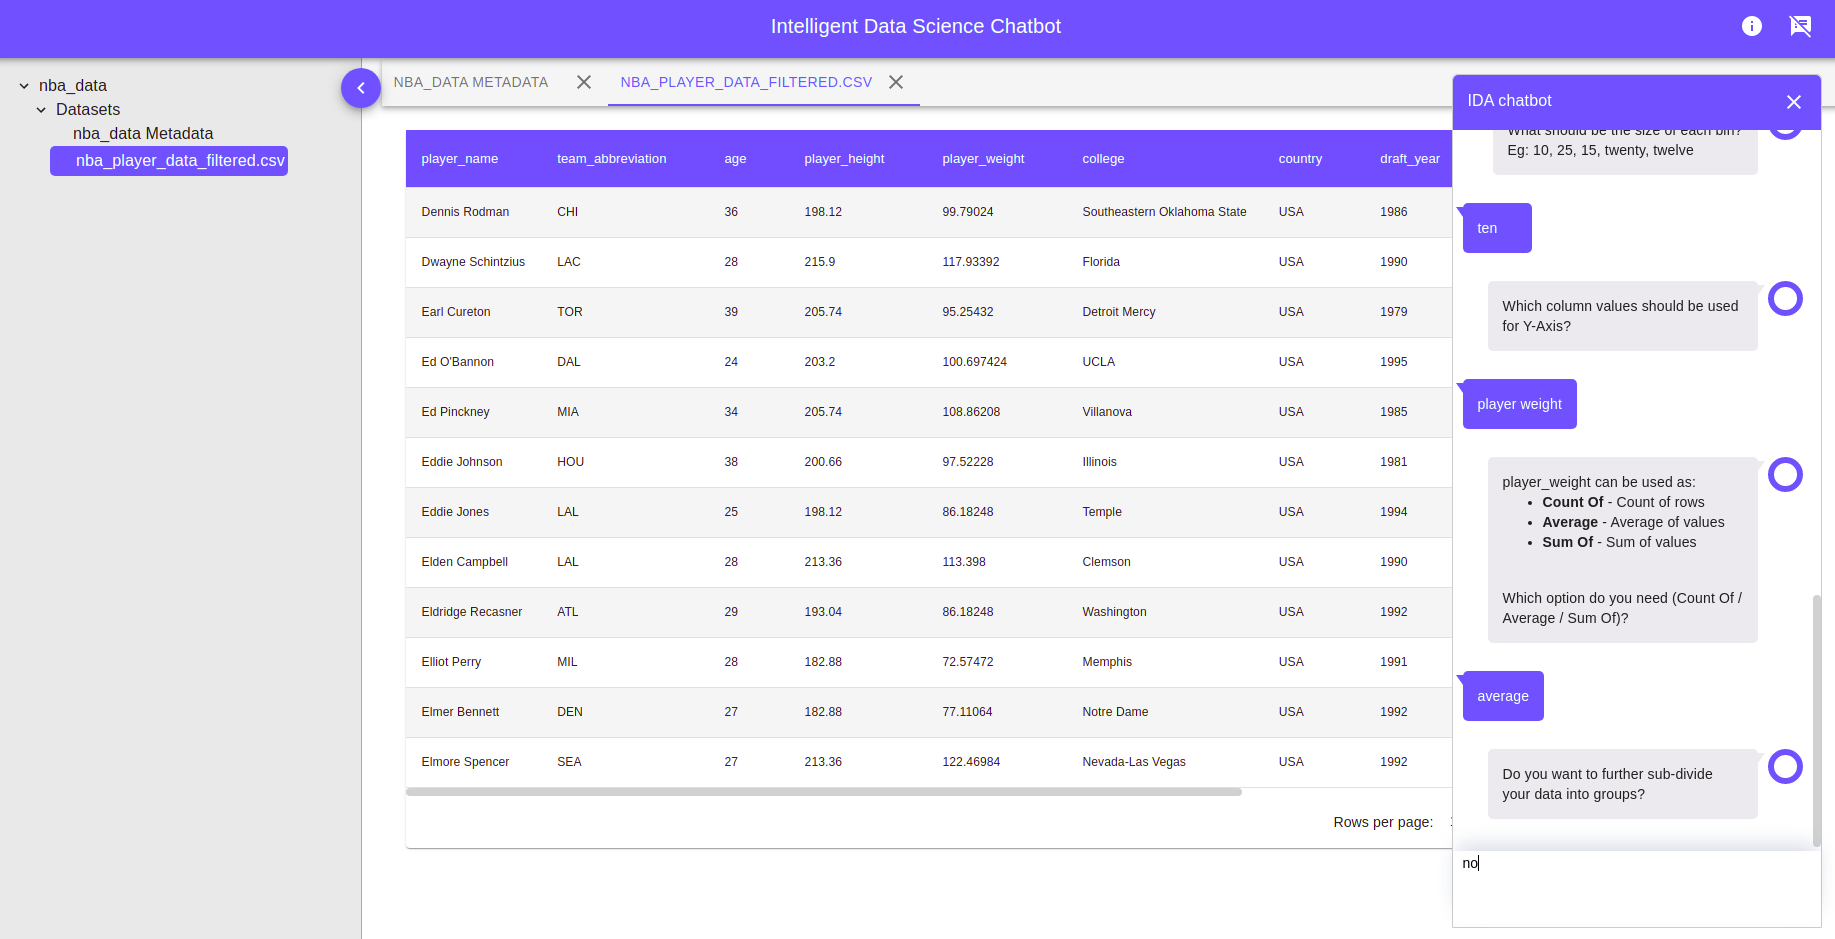 Intelligent Data Science Chatbot
nba_data
Datasets
nba_data Metadata
nba_player_data_filtered.csv
NBA_DATA METADATA
NBA_PLAYER_DATA_FILTERED.CSV
player_name team_abbreviation age player_height player_weight college country draft_year
Dennis Rodman CHI 36 198.12 99.79024 Southeastern Oklahoma State USA 1986
Dwayne Schintzius LAC 28 215.9 117.93392 Florida USA 1990
Earl Cureton TOR 39 205.74 95.25432 Detroit Mercy USA 1979
Ed O'Bannon DAL 24 203.2 100.697424 UCLA USA 1995
Ed Pinckney MIA 34 205.74 108.86208 Villanova USA 1985
Eddie Johnson HOU 38 200.66 97.52228 Illinois USA 1981
Eddie Jones LAL 25 198.12 86.18248 Temple USA 1994
Elden Campbell LAL 28 213.36 113.398 Clemson USA 1990
Eldridge Recasner ATL 29 193.04 86.18248 Washington USA 1992
Elliot Perry MIL 28 182.88 72.57472 Memphis USA 1991
Elmer Bennett DEN 27 182.88 77.11064 Notre Dame USA 1992
Elmore Spencer SEA 27 213.36 122.46984 Nevada-Las Vegas USA 1992
Rows per page:
IDA chatbot
What should be the size of each bin?
Eg: 10, 25, 15, twenty, twelve
ten
Which column values should be used
for Y-Axis?
player weight
player_weight can be used as:
• Count Of - Count of rows
• Average - Average of values
• Sum Of - Sum of values
Which option do you need (Count Of /
Average / Sum Of)?
average
Do you want to further sub-divide
your data into groups?
no